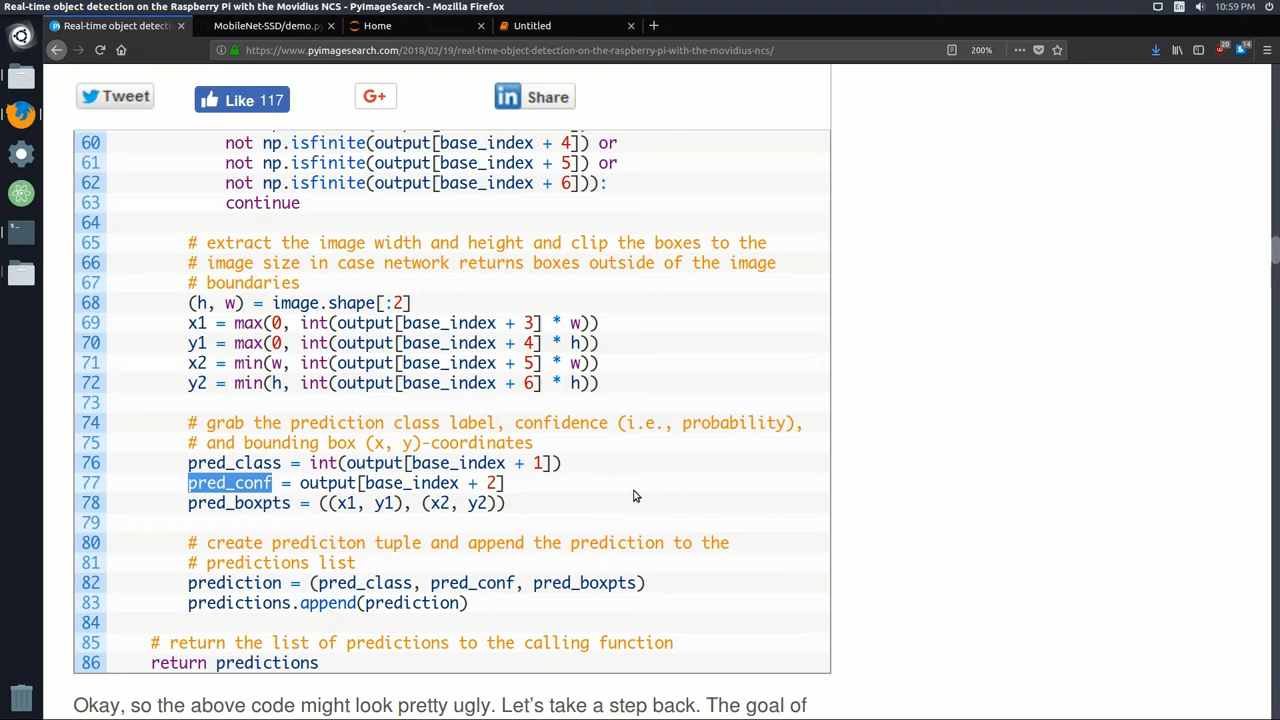 Real-time object detection on the Raspberry Pi with the Movidius NCS - PyImageSearch - Mozilla Firefox
En
10:59 PM
Real-time object detecti
MobileNet-SSD/demo.py
Home
Untitled
https://www.pyimagesearch.com/2018/02/19/real-time-object-detection-on-the-raspberry-pi-with-the-movidius-ncs/
200%
20
14
Tweet
Like 117
G+
in Share
60 not np.isfinite(output[base_index + 4]) or
61 not np.isfinite(output[base_index + 5]) or
62 not np.isfinite(output[base_index + 6])):
63 continue
64
65 # extract the image width and height and clip the boxes to the
66 # image size in case network returns boxes outside of the image
67 # boundaries
68 (h, w) = image.shape[:2]
69 x1 = max(0, int(output[base_index + 3] * w))
70 y1 = max(0, int(output[base_index + 4] * h))
71 x2 = min(w, int(output[base_index + 5] * w))
72 y2 = min(h, int(output[base_index + 6] * h))
73
74 # grab the prediction class label, confidence (i.e., probability),
75 # and bounding box (x, y)-coordinates
76 pred_class = int(output[base_index + 1])
77 pred_conf = output[base_index + 2]
78 pred_boxpts = ((x1, y1), (x2, y2))
79
80 # create prediciton tuple and append the prediction to the
81 # predictions list
82 prediction = (pred_class, pred_conf, pred_boxpts)
83 predictions.append(prediction)
84
85 # return the list of predictions to the calling function
86 return predictions
Okay, so the above code might look pretty ugly. Let's take a step back. The goal of